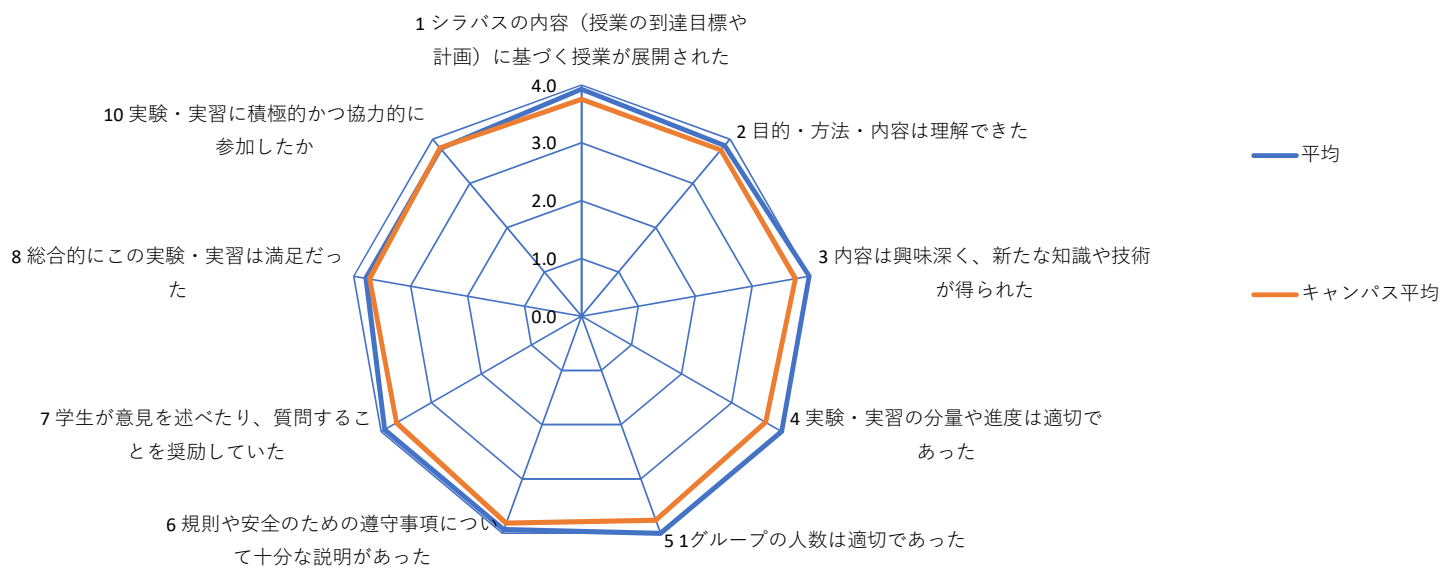 1 シラバスの内容（授業の到達目標や
計画）に基づく授業が展開された
2 目的・方法・内容は理解できた
3 内容は興味深く、新たな知識や技術
が得られた
4 実験・実習の分量や進度は適切で
あった
5 1グループの人数は適切であった
6 規則や安全のための遵守事項につい
て十分な説明があった
7 学生が意見を述べたり、質問するこ
とを奨励していた
8 総合的にこの実験・実習は満足だっ
た
10 実験・実習に積極的かつ協力的に
参加したか
4.0
3.0
2.0
1.0
0.0
平均
キャンパス平均